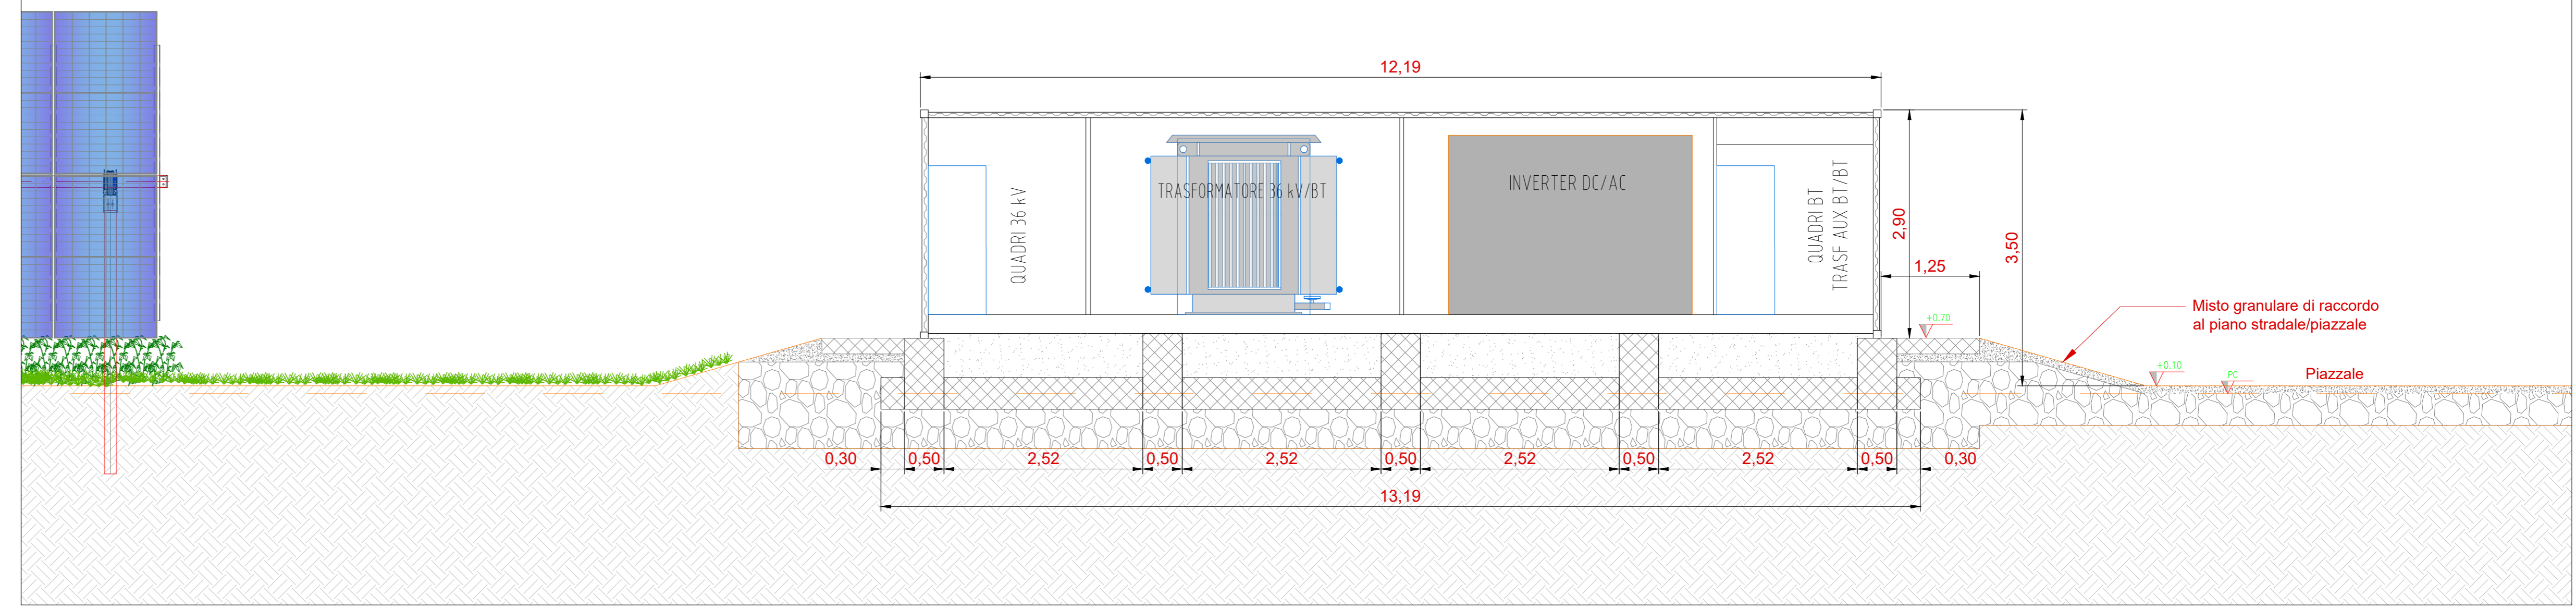 12,19
QUADRI 36 kV
TRASFORMATORE 36 kV/BT
INVERTER DC/AC
QUADRI BT
TRASF AUX BT/BT
2,90
3,50
1,25
Misto granulare di raccordo
al piano stradale/piazzale
+0.70
+0.10
PC
Piazzale
0,30
0,50
2,52
0,50
2,52
0,50
2,52
0,50
2,52
0,50
0,30
13,19